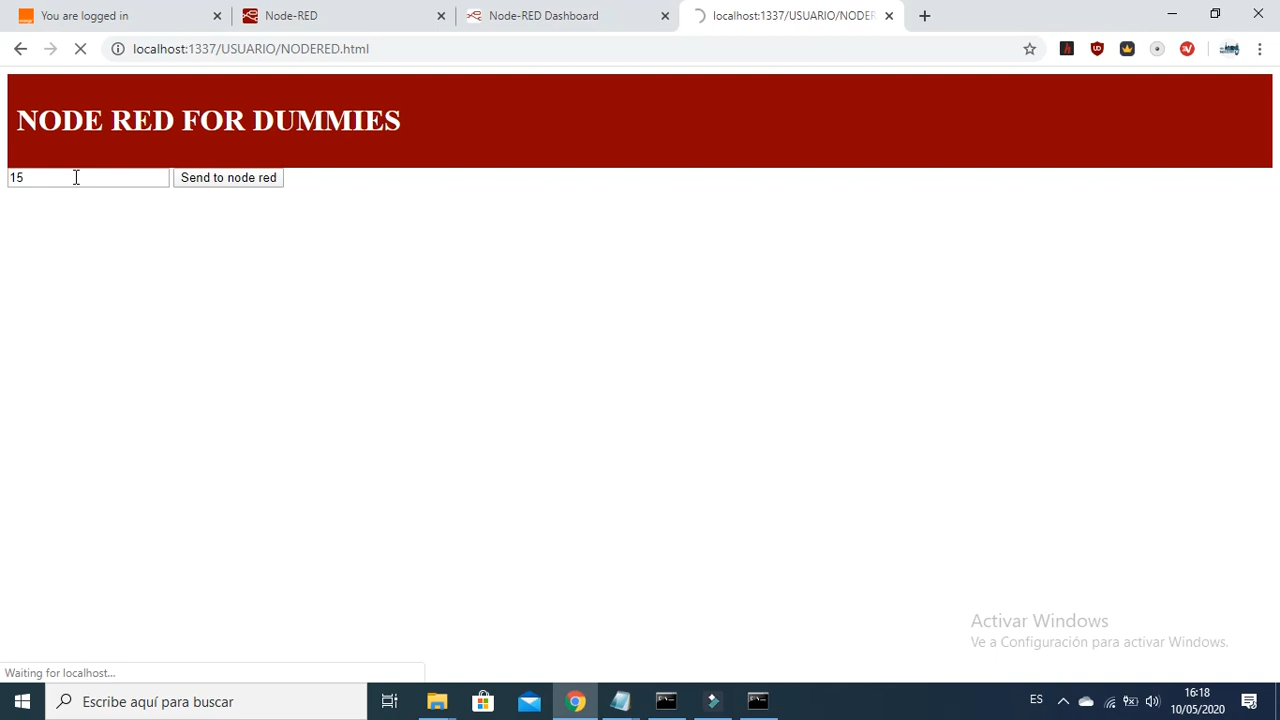 You are logged in
Node-RED
Node-RED Dashboard
localhost:1337/USUARIO/NODER
localhost:1337/USUARIO/NODERED.html
NODE RED FOR DUMMIES
15
Send to node red
Activar Windows
Ve a Configuración para activar Windows.
Waiting for localhost...
Escribe aquí para buscar
ES
16:18
10/05/2020